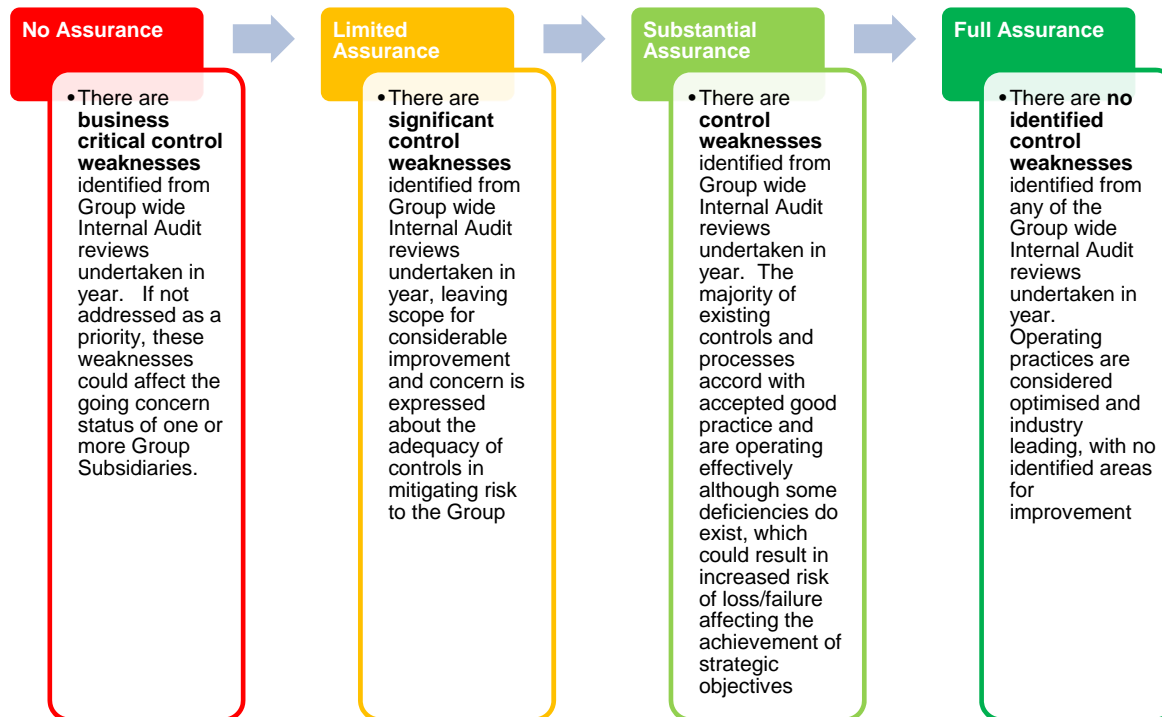 No Assurance
•There are
business
critical control
weaknesses
identified from
Group wide
Internal Audit
reviews
undertaken in
year. If not
addressed as a
priority, these
weaknesses
could affect the
going concern
status of one or
more Group
Subsidiaries.
Limited
Assurance
•There are
significant
control
weaknesses
identified from
Group wide
Internal Audit
reviews
undertaken in
year, leaving
scope for
considerable
improvement
and concern is
expressed
about the
adequacy of
controls in
mitigating risk
to the Group
Substantial
Assurance
•There are
control
weaknesses
identified from
Group wide
Internal Audit
reviews
undertaken in
year. The
majority of
existing
controls and
processes
accord with
accepted good
practice and
are operating
effectively
although some
deficiencies do
exist, which
could result in
increased risk
of loss/failure
affecting the
achievement of
strategic
objectives
Full Assurance
•There are no
identified
control
weaknesses
identified from
any of the
Group wide
Internal Audit
reviews
undertaken in
year.
Operating
practices are
considered
optimised and
industry
leading, with no
identified areas
for
improvement